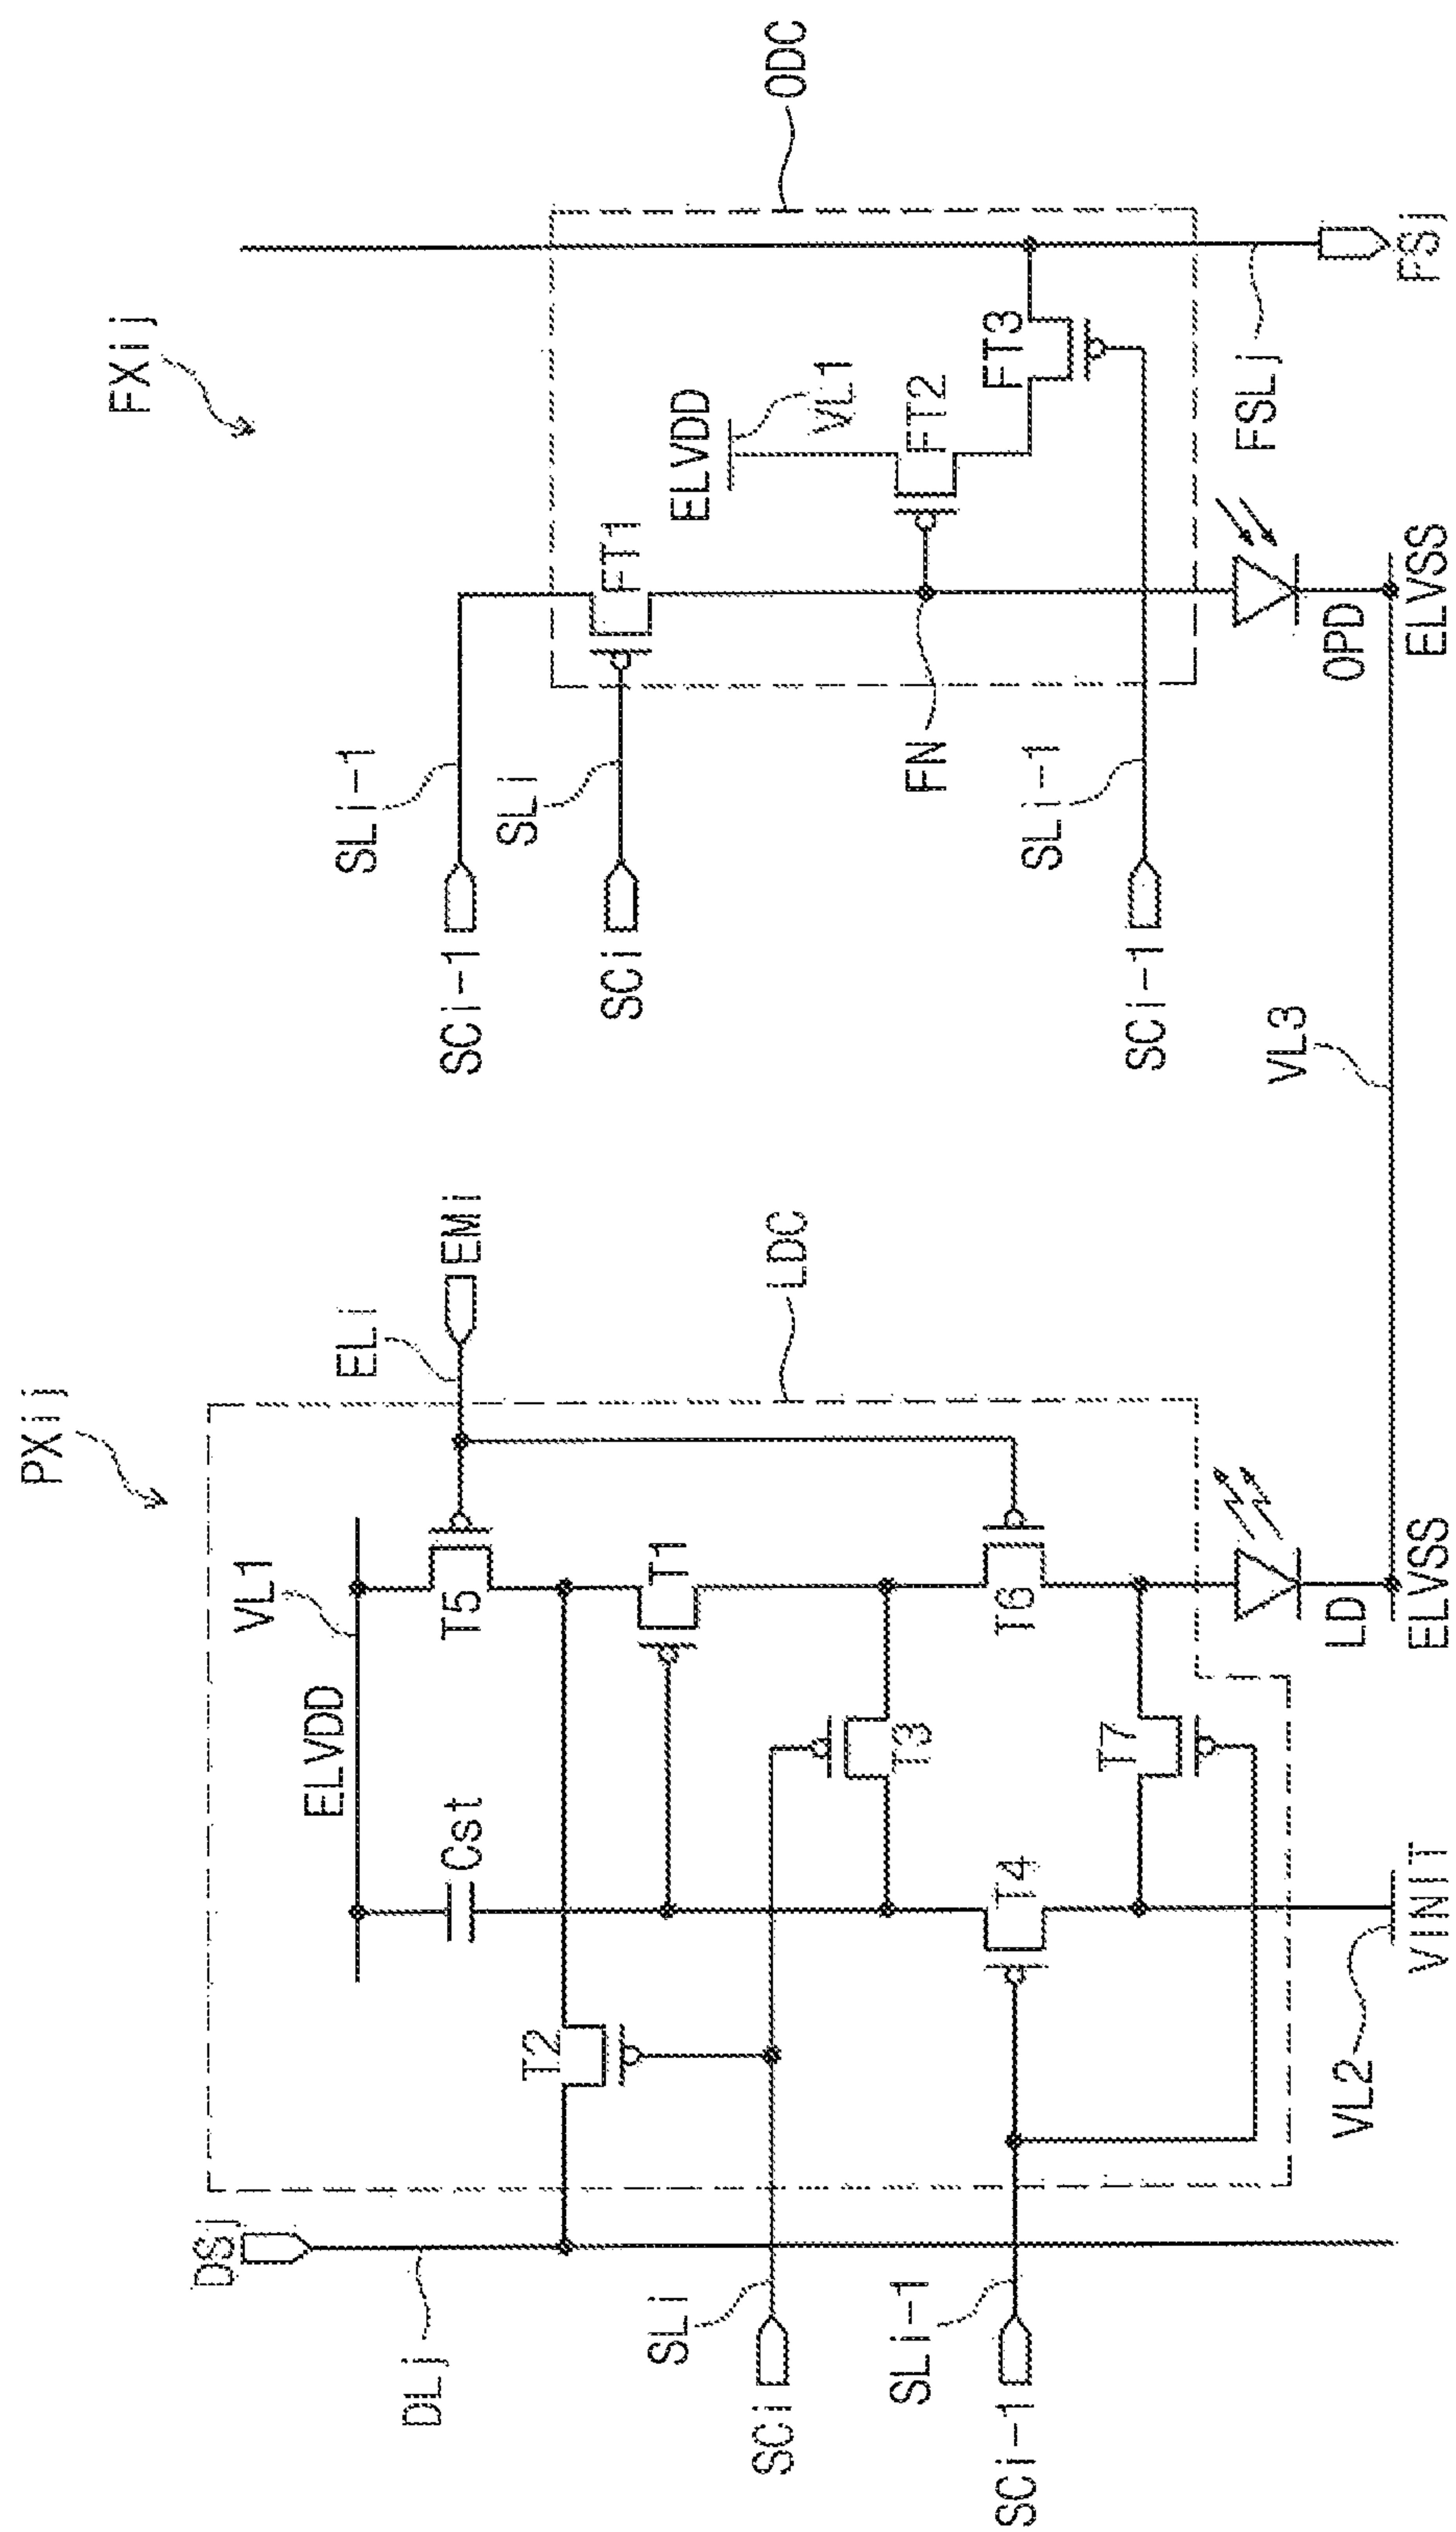 PXij
FXij
DSj
VL1
ELVDD
ELi
SLi-1
DLj
Cst
T5
EMi
SCi-1
SLi
T2
SCi
FT1
SLi
T1
ELVDD
SCi
LDC
ODC
VL1
SLi-1
T3
FN
FT2
FT3
SCi-1
T4
T6
SLi-1
T7
SCi-1
FSLj
VL3
VL2
LD
OPD
VINIT
ELVSS
ELVSS
FSj